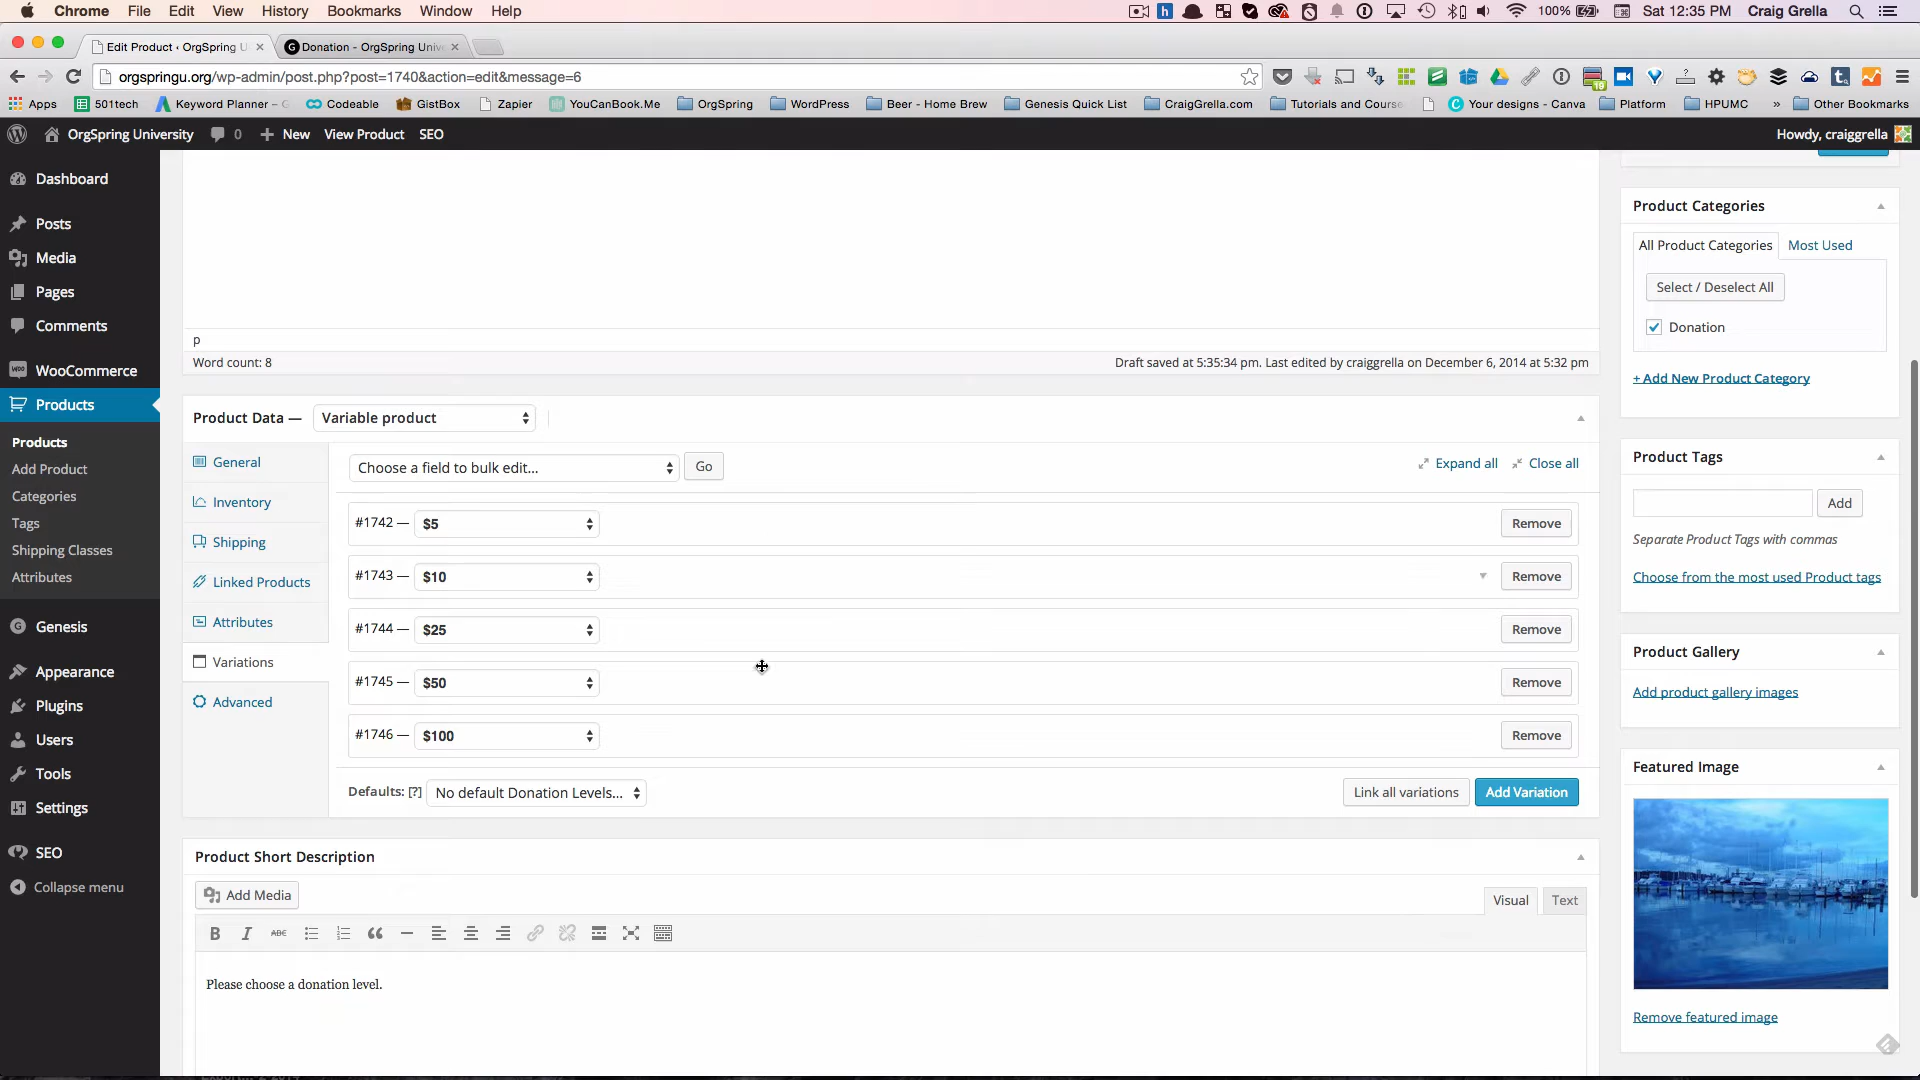 Chrome File Edit View History Bookmarks Window Help 100% Sat 12:35 PM Craig Grella
Edit Product ‹ OrgSpring U Donation - OrgSpring Univ
orgspringu.org/wp-admin/post.php?post=1740&action=edit&message=6
Apps 501tech Keyword Planner – G Codeable GistBox Zapier YouCanBook.Me OrgSpring WordPress Beer - Home Brew Genesis Quick List CraigGrella.com Tutorials and Course Your designs - Canva Platform HPUMC » Other Bookmarks
OrgSpring University 0 New View Product SEO Howdy, craiggrella
Dashboard
Posts
Media
Pages
Comments
WooCommerce
Products
Products
Add Product
Categories
Tags
Shipping Classes
Attributes
Genesis
Appearance
Plugins
Users
Tools
Settings
SEO
Collapse menu
p
Word count: 8 Draft saved at 5:35:34 pm. Last edited by craiggrella on December 6, 2014 at 5:32 pm
Product Data — Variable product
General
Inventory
Shipping
Linked Products
Attributes
Variations
Advanced
Choose a field to bulk edit... Go Expand all Close all
#1742 — $5 Remove
#1743 — $10 Remove
#1744 — $25 Remove
#1745 — $50 Remove
#1746 — $100 Remove
Defaults: [?] No default Donation Levels... Link all variations Add Variation
Product Short Description
Add Media Visual Text
B I ABC
Please choose a donation level.
Product Categories
All Product Categories Most Used
Select / Deselect All
Donation
+ Add New Product Category
Product Tags
Add
Separate Product Tags with commas
Choose from the most used Product tags
Product Gallery
Add product gallery images
Featured Image
Remove featured image